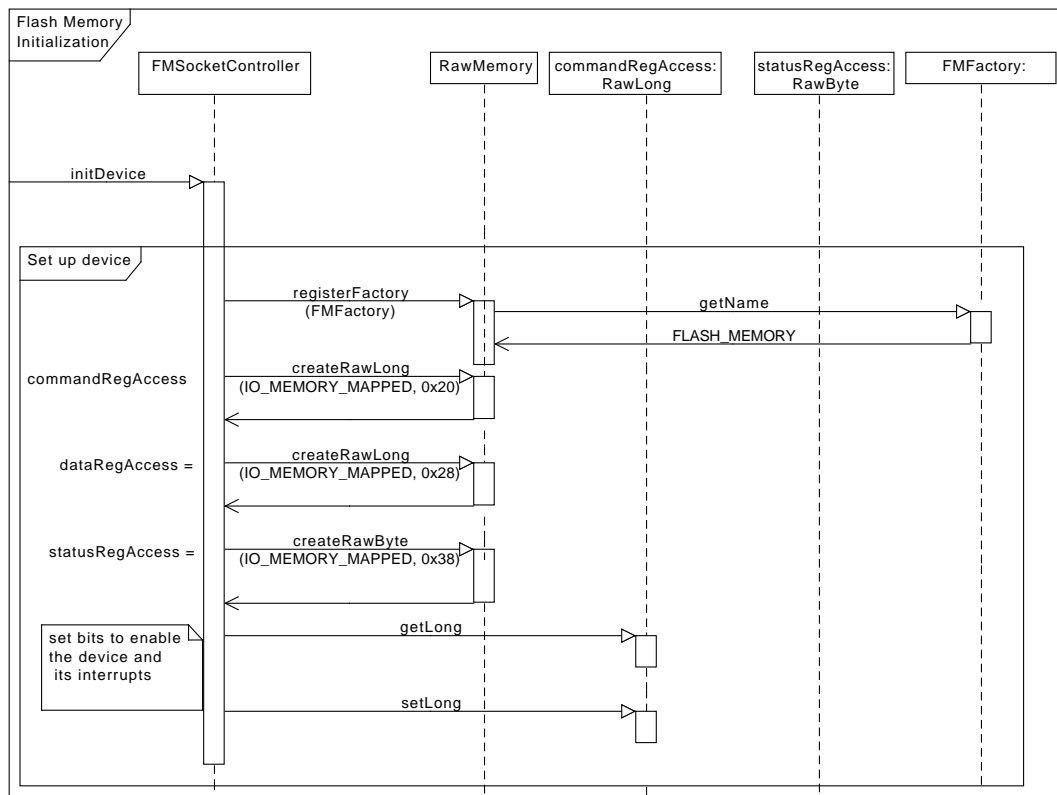 Flash Memory
Initialization
FMSocketController
RawMemory
commandRegAccess:
RawLong
statusRegAccess:
RawByte
FMFactory:
initDevice
Set up device
registerFactory
(FMFactory)
getName
FLASH_MEMORY
commandRegAccess
createRawLong
(IO_MEMORY_MAPPED, 0x20)
dataRegAccess =
createRawLong
(IO_MEMORY_MAPPED, 0x28)
statusRegAccess =
createRawByte
(IO_MEMORY_MAPPED, 0x38)
set bits to enable
the device and
its interrupts
getLong
setLong